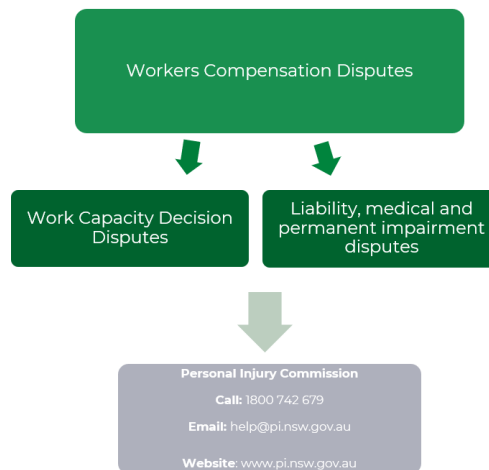 Workers Compensation Disputes
Work Capacity Decision
Disputes
Liability, medical and
permanent impairment
disputes
Personal Injury Commission
Call: 1800 742 679
Email: help@pi.nsw.gov.au
Website: www.pi.nsw.gov.au